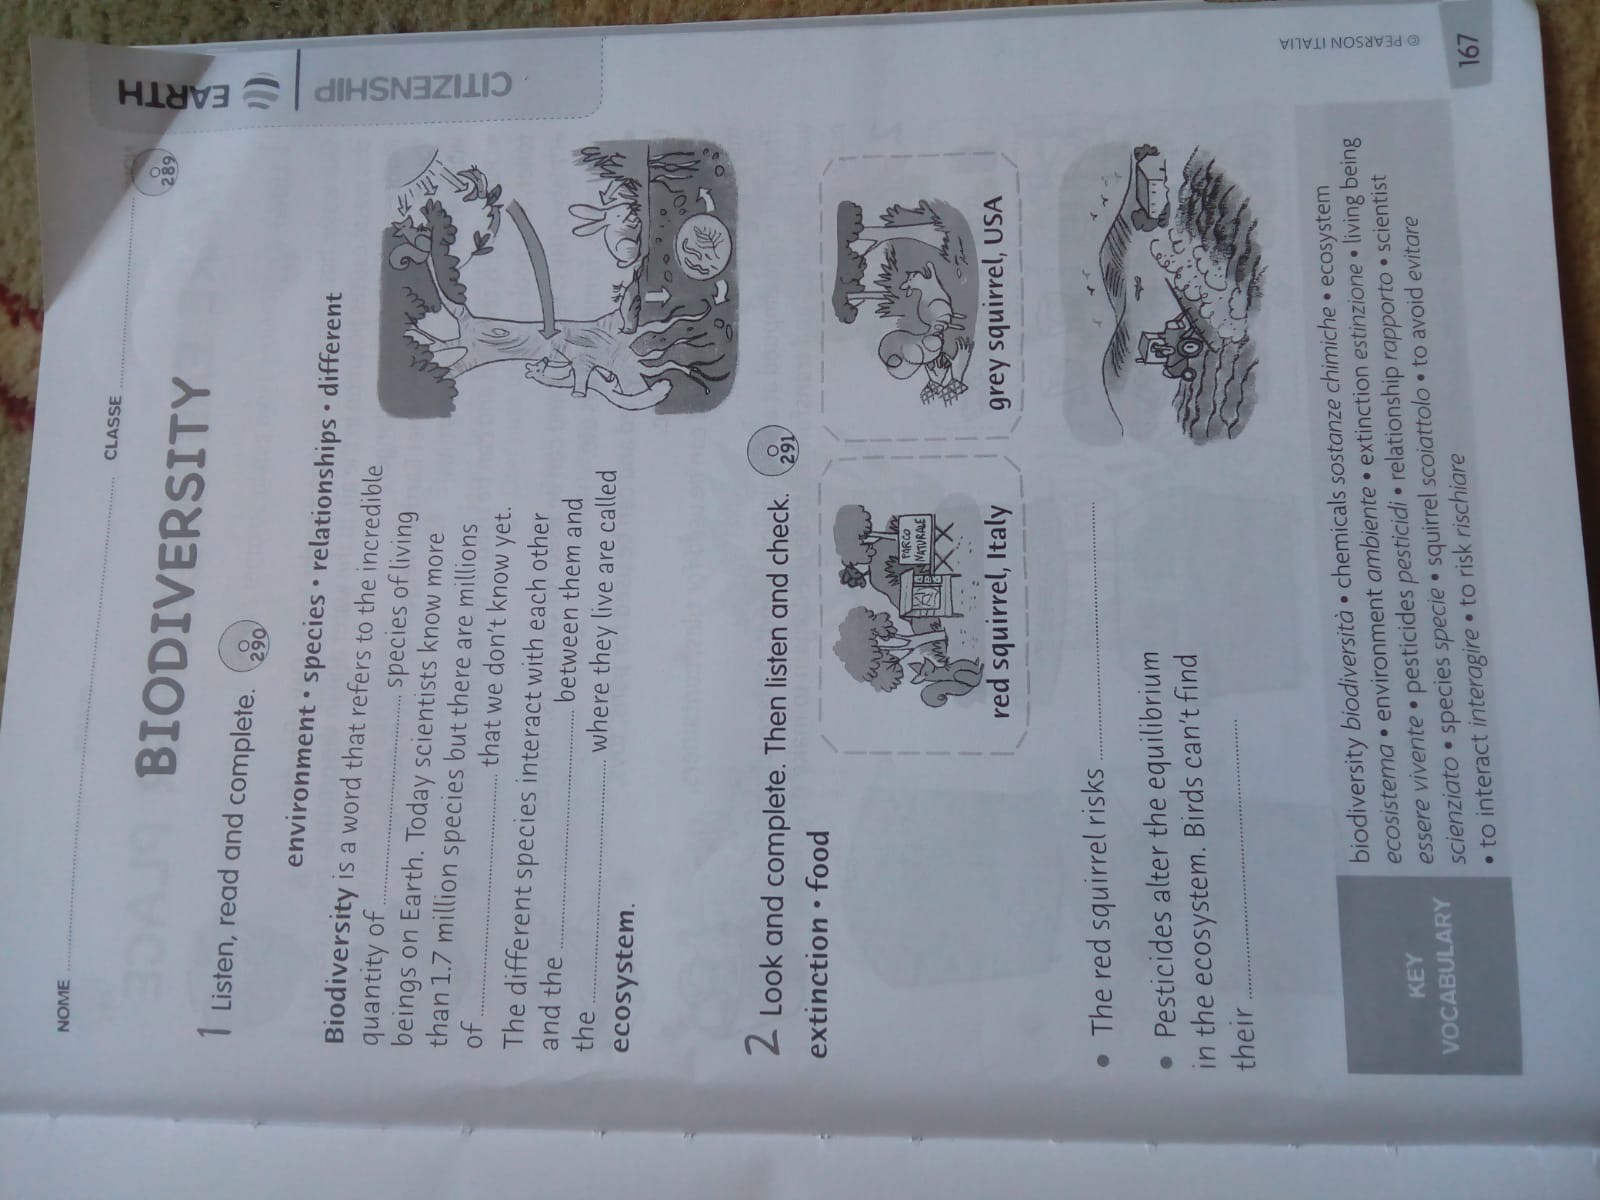 NOME CLASSE
EARTH
CITIZENSHIP
BIODIVERSITY
289
1 Listen, read and complete.
290
environment • species • relationships • different
Biodiversity is a word that refers to the incredible
quantity of species of living
beings on Earth. Today scientists know more
than 1.7 million species but there are millions
of that we don't know yet.
The different species interact with each other
and the between them and
the where they live are called
ecosystem.
2 Look and complete. Then listen and check.
291
extinction • food
PARCO
NATURALE
red squirrel, Italy
grey squirrel, USA
• The red squirrel risks
• Pesticides alter the equilibrium
in the ecosystem. Birds can't find
their
KEY
VOCABULARY
biodiversity biodiversità • chemicals sostanze chimiche • ecosystem
ecosistema • environment ambiente • extinction estinzione • living being
essere vivente • pesticides pesticidi • relationship rapporto • scientist
scienziato • species specie • squirrel scoiattolo • to avoid evitare
• to interact interagire • to risk rischiare
© PEARSON ITALIA
167